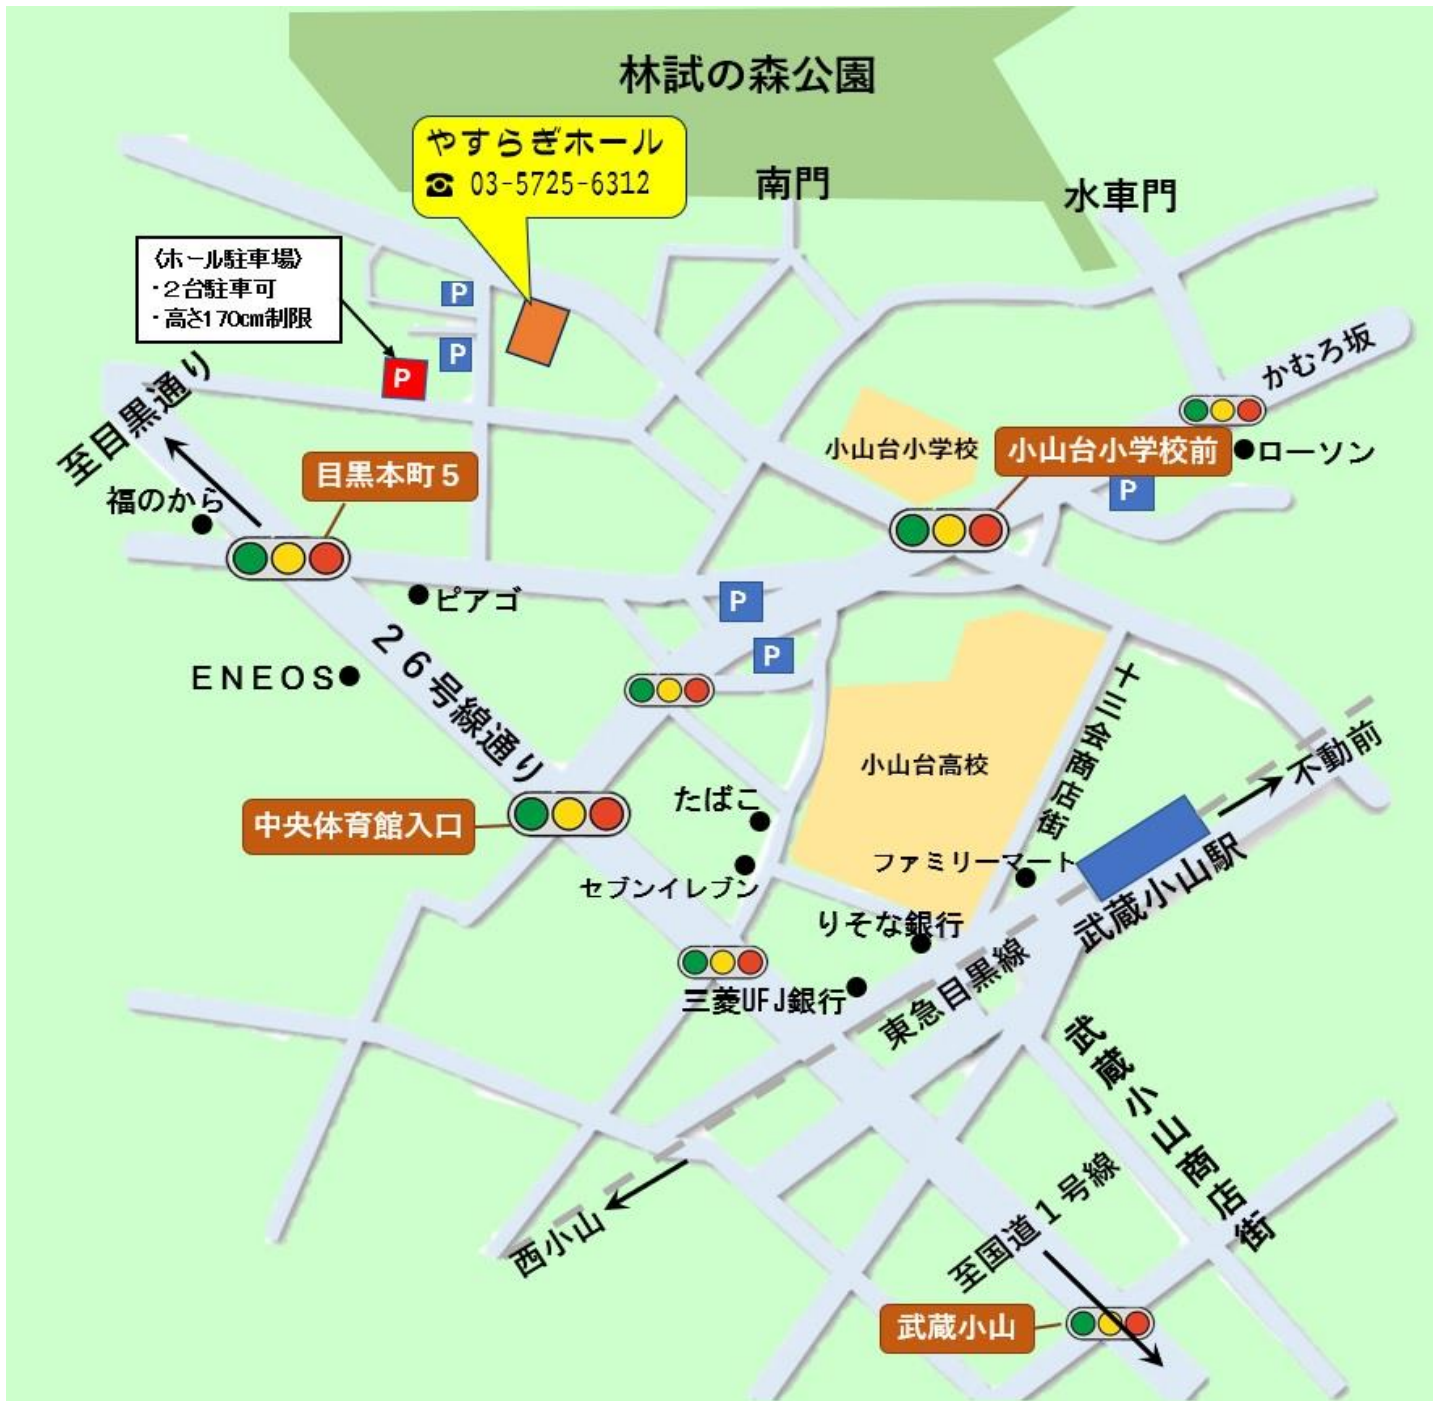 林試の森公園
やすらぎホール
☎ 03-5725-6312
南門
水車門
〈ホール駐車場〉
・2台駐車可
・高さ170cm制限
P
P
P
かむろ坂
至目黒通り
小山台小学校
小山台小学校前
ローソン
目黒本町5
福のから
P
ピアゴ
P
P
ENEOS
26号線通り
十三会商店街
小山台高校
不動前
たばこ
中央体育館入口
ファミリーマート
セブンイレブン
武蔵小山駅
りそな銀行
三菱UFJ銀行
東急目黒線
武蔵小山商店街
西小山
至国道1号線
武蔵小山